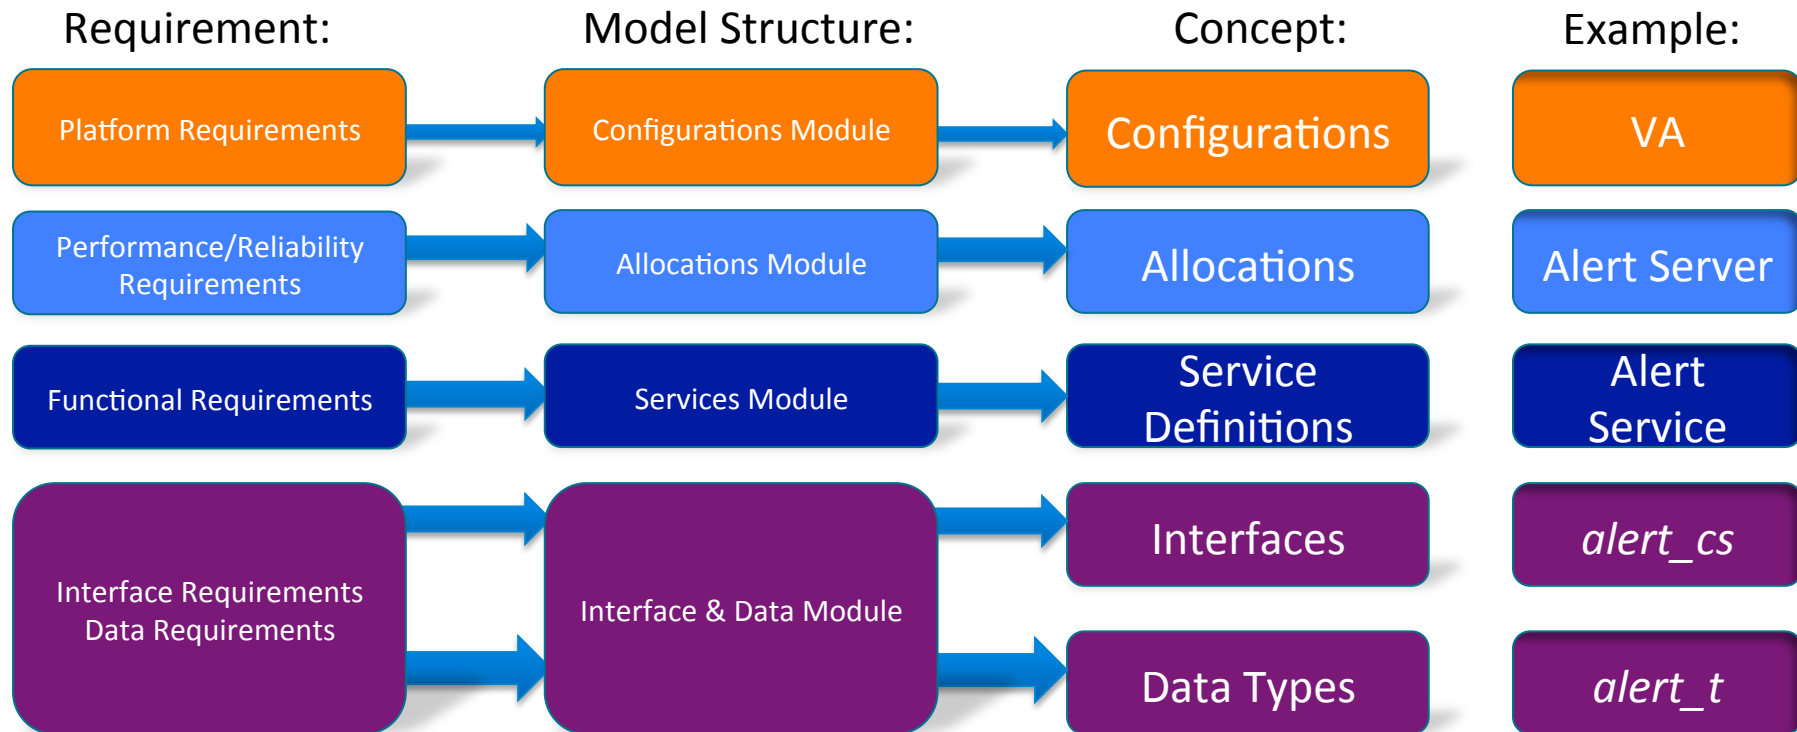 Requirement:
Model Structure:
Concept:
Example:
Platform Requirements
Configurations Module
Configurations
VA
Performance/Reliability
Requirements
Allocations Module
Allocations
Alert Server
Functional Requirements
Services Module
Service
Definitions
Alert
Service
Interface Requirements
Data Requirements
Interface & Data Module
Interfaces
alert_cs
Data Types
alert_t